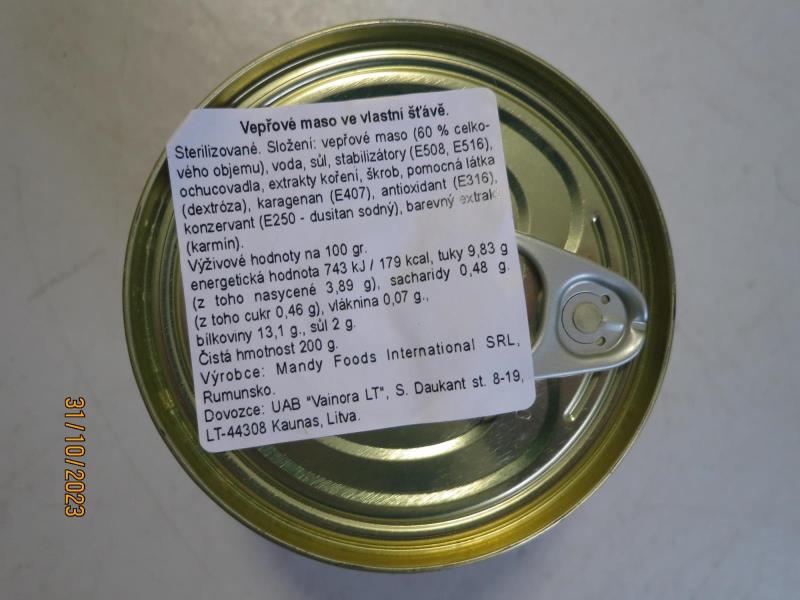 Vepřové maso ve vlastní šťávě.
Sterilizované. Složení: vepřové maso (60 % celko-
vého objemu), voda, sůl, stabilizátory (E508, E516),
ochucovadla, extrakty koření, škrob, pomocná látka
(dextróza), karagenan (E407), antioxidant (E316),
konzervant (E250 - dusitan sodný), barevný extrak
(karmín).
Výživové hodnoty na 100 gr.
energetická hodnota 743 kJ / 179 kcal, tuky 9,83 g
(z toho nasycené 3,89 g), sacharidy 0,48 g.
(z toho cukr 0,46 g), vláknina 0,07 g.,
bílkoviny 13,1 g., sůl 2 g.
Čistá hmotnost 200 g.
Výrobce: Mandy Foods International SRL,
Rumunsko.
Dovozce: UAB "Vainora LT", S. Daukant st. 8-19,
LT-44308 Kaunas, Litva.
31/10/2023